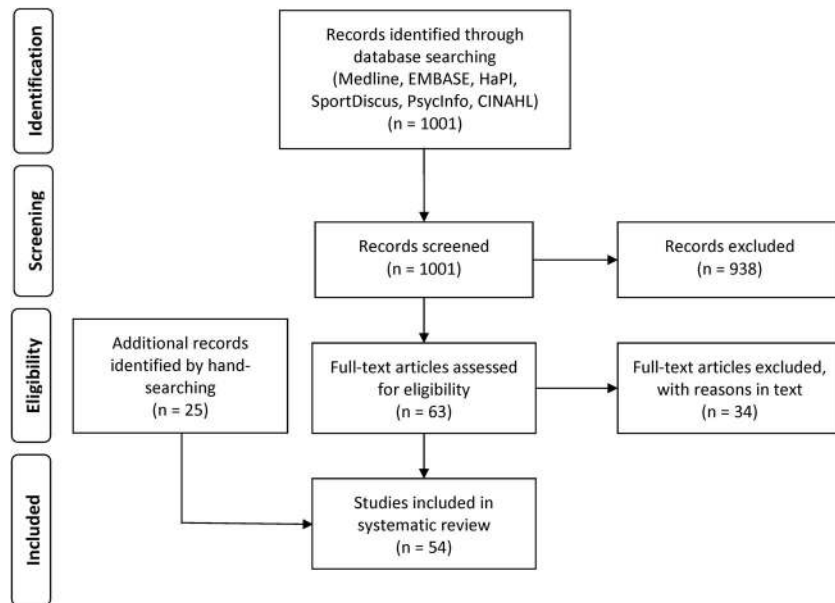 Identification
Records identified through
database searching
(Medline, EMBASE, HaPI,
SportDiscus, PsycInfo, CINAHL)
(n = 1001)
Screening
Records screened
(n = 1001)
Records excluded
(n = 938)
Eligibility
Additional records
identified by hand-
searching
(n = 25)
Full-text articles assessed
for eligibility
(n = 63)
Full-text articles excluded,
with reasons in text
(n = 34)
Included
Studies included in
systematic review
(n = 54)